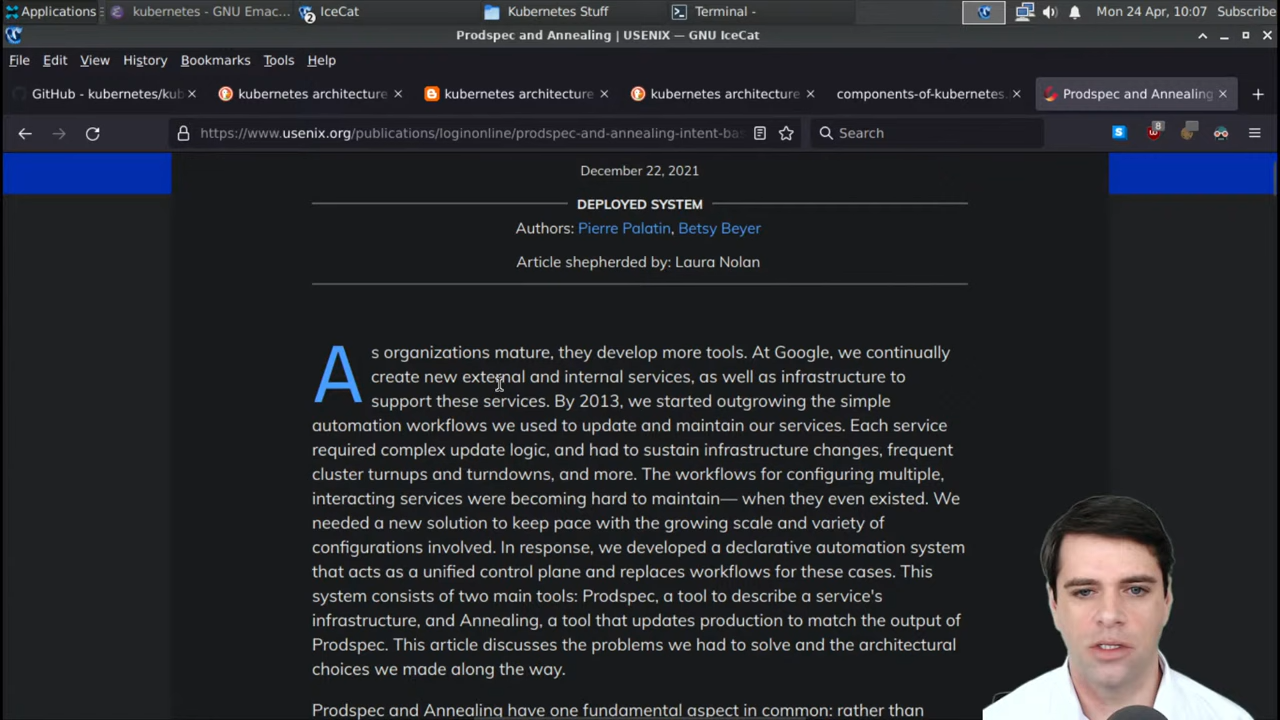 Applications
kubernetes - GNU Emac...
2
IceCat
Kubernetes Stuff
Terminal -
Mon 24 Apr, 10:07
Subscribe
Prodspec and Annealing | USENIX — GNU IceCat
File
Edit
View
History
Bookmarks
Tools
Help
GitHub - kubernetes/kub
kubernetes architecture
kubernetes architecture
kubernetes architecture
components-of-kubernetes.
Prodspec and Annealing
https://www.usenix.org/publications/loginonline/prodspec-and-annealing-intent-ba
Search
S
8
December 22, 2021
DEPLOYED SYSTEM
Authors: Pierre Palatin, Betsy Beyer
Article shepherded by: Laura Nolan
As organizations mature, they develop more tools. At Google, we continually
create new external and internal services, as well as infrastructure to
support these services. By 2013, we started outgrowing the simple
automation workflows we used to update and maintain our services. Each service
required complex update logic, and had to sustain infrastructure changes, frequent
cluster turnups and turndowns, and more. The workflows for configuring multiple,
interacting services were becoming hard to maintain— when they even existed. We
needed a new solution to keep pace with the growing scale and variety of
configurations involved. In response, we developed a declarative automation system
that acts as a unified control plane and replaces workflows for these cases. This
system consists of two main tools: Prodspec, a tool to describe a service's
infrastructure, and Annealing, a tool that updates production to match the output of
Prodspec. This article discusses the problems we had to solve and the architectural
choices we made along the way.
Prodspec and Annealing have one fundamental aspect in common: rather than